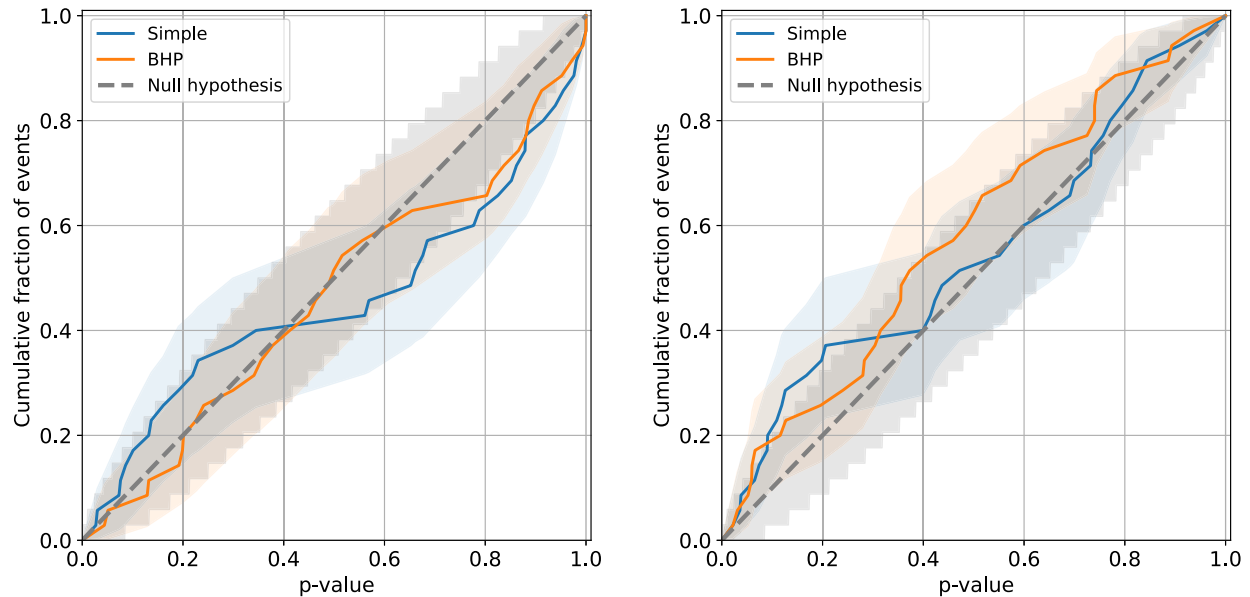 1.0
0.8
0.6
0.4
0.2
0.0
Cumulative fraction of events
Simple
BHP
Null hypothesis
0.0 0.2 0.4 0.6 0.8 1.0
p-value
1.0
0.8
0.6
0.4
0.2
0.0
Cumulative fraction of events
Simple
BHP
Null hypothesis
0.0 0.2 0.4 0.6 0.8 1.0
p-value